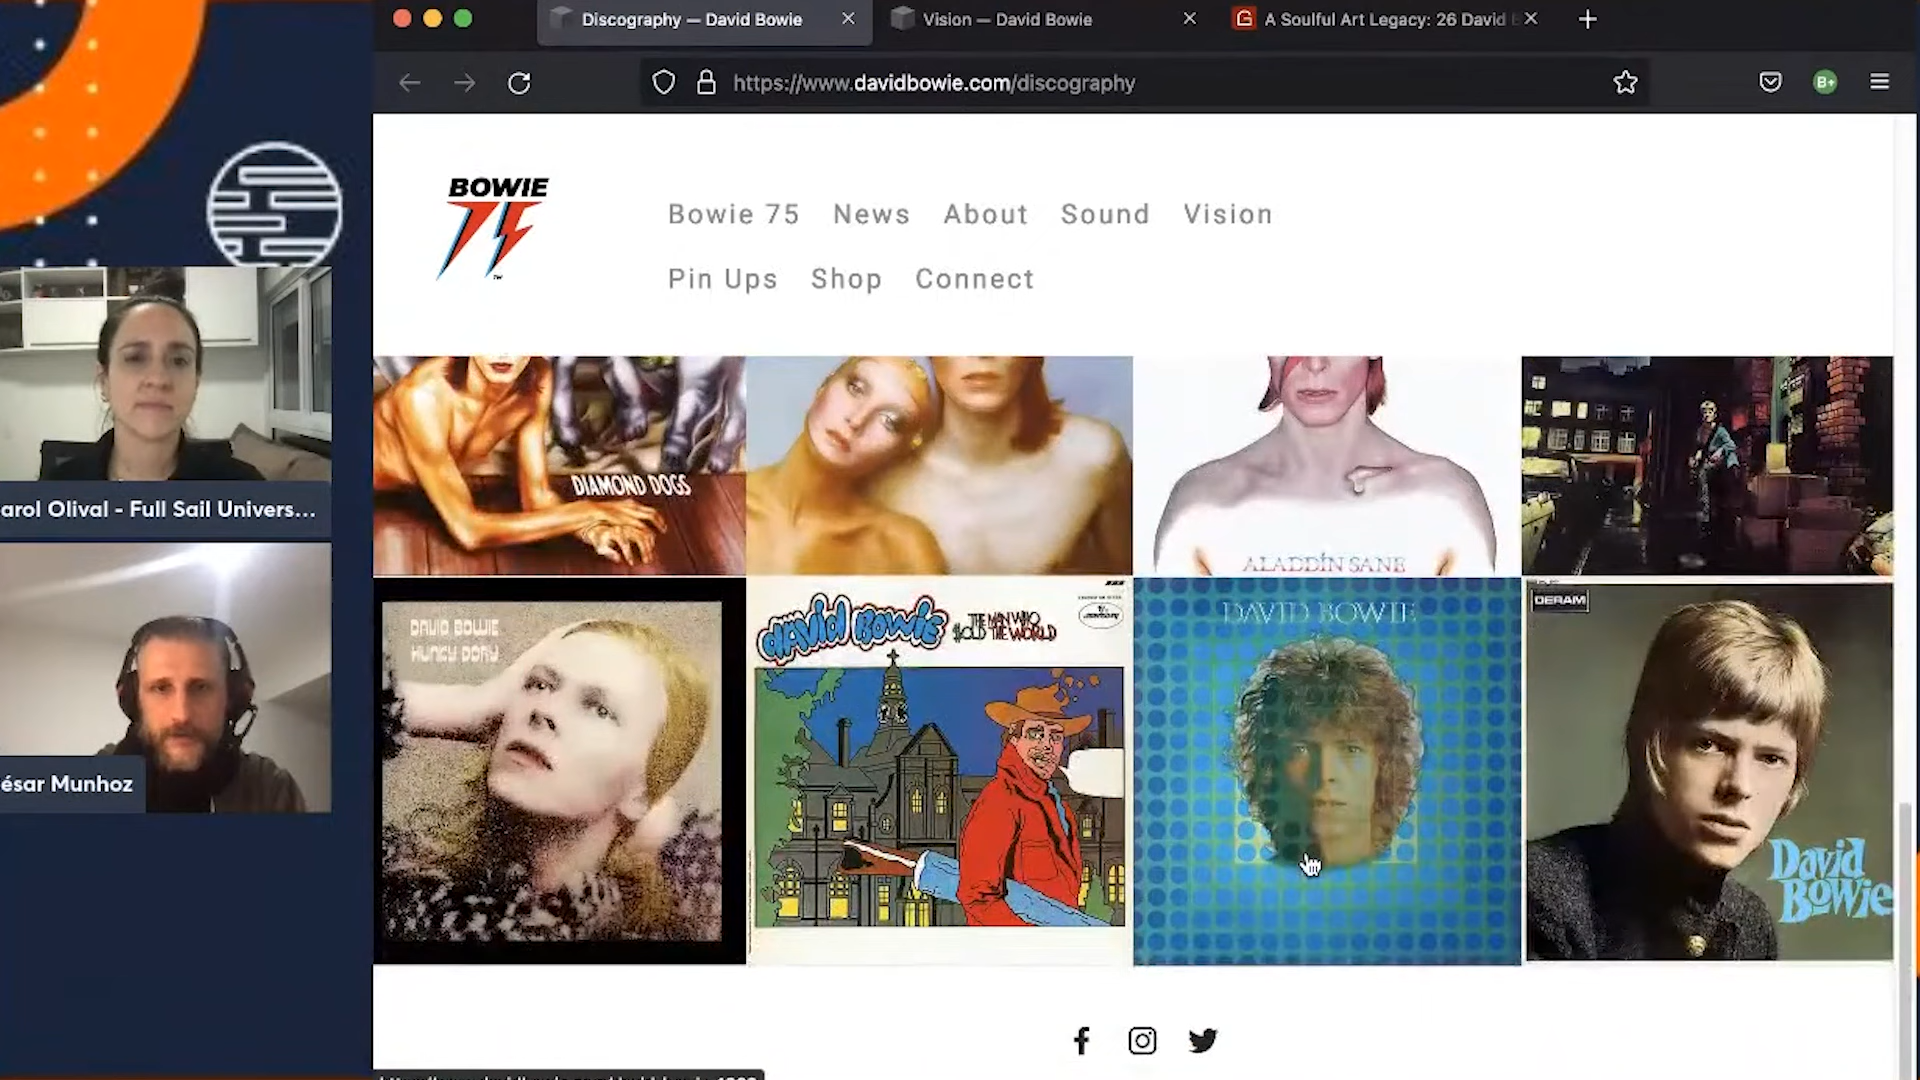 Discography — David Bowie
Vision — David Bowie
A Soulful Art Legacy: 26 David
https://www.davidbowie.com/discography
B+
BOWIE
75
TM
Bowie 75 News About Sound Vision
Pin Ups Shop Connect
arol Olival - Full Sail Univers...
ésar Munhoz
DIAMOND DOGS
ALADDIN SANE
DAVID BOWIE
HUNKY DORY
david Bowie
THE MAN WHO
SOLD THE WORLD
DAVID BOWIE
DERAM
David
Bowie